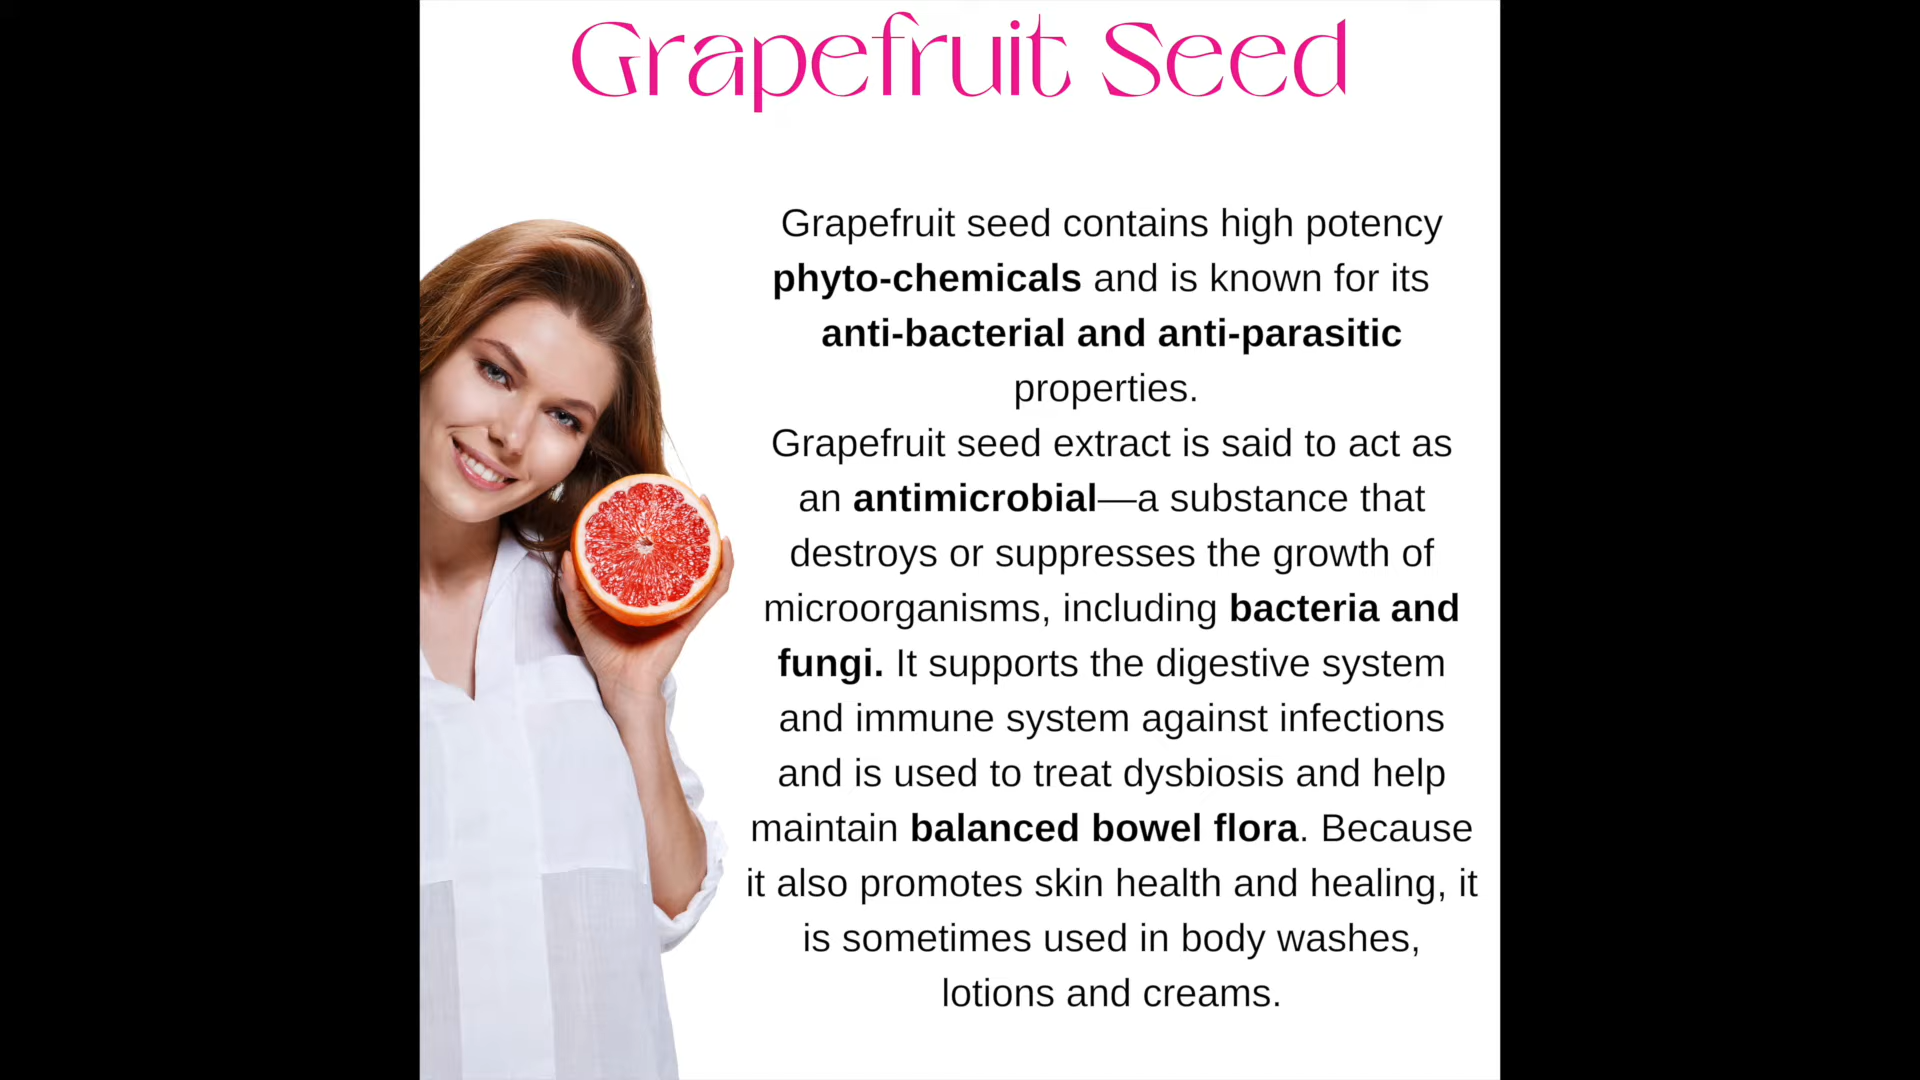 Grapefruit Seed
Grapefruit seed contains high potency
phyto-chemicals and is known for its
anti-bacterial and anti-parasitic
properties.
Grapefruit seed extract is said to act as
an antimicrobial—a substance that
destroys or suppresses the growth of
microorganisms, including bacteria and
fungi. It supports the digestive system
and immune system against infections
and is used to treat dysbiosis and help
maintain balanced bowel flora. Because
it also promotes skin health and healing, it
is sometimes used in body washes,
lotions and creams.